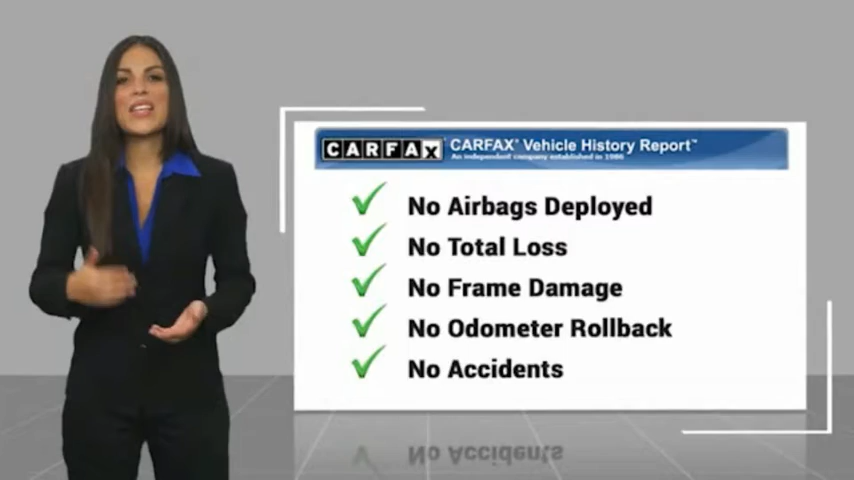 CARFAX CARFAX Vehicle History Report™
An independent company established in 1986
No Airbags Deployed
No Total Loss
No Frame Damage
No Odometer Rollback
No Accidents
No Accidents